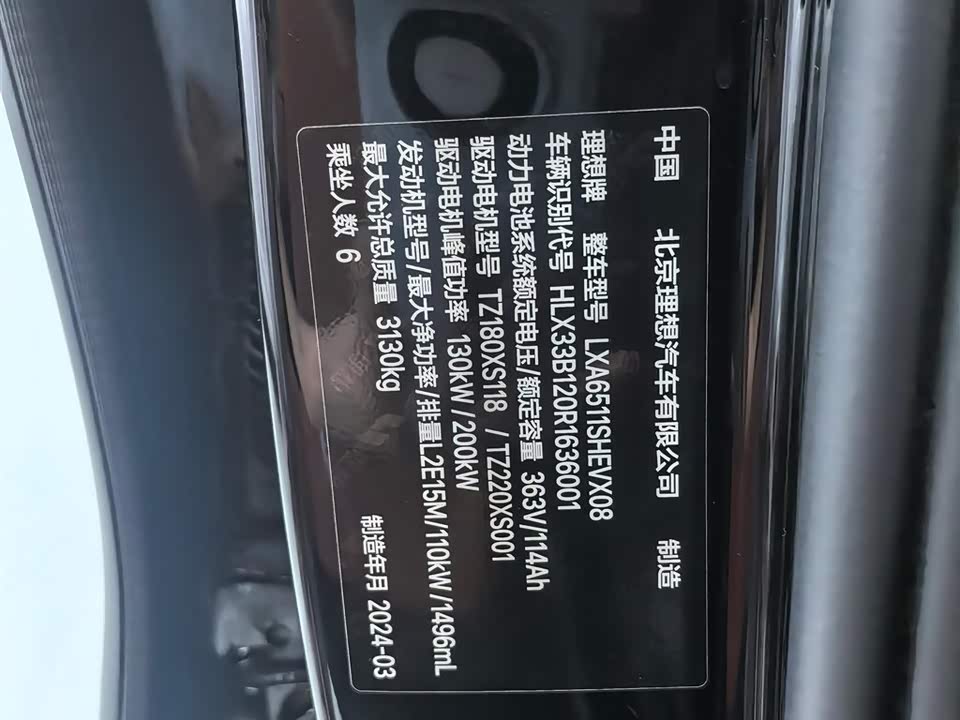 中国 北京理想汽车有限公司 制造
理想牌 整车型号 LXA6511SHEVX08
车辆识别代号 HLX33B120R1636001
动力电池系统额定电压/额定容量 363V/114Ah
驱动电机型号 TZ180XS118 /TZ220XS001
驱动电机峰值功率 130kW/200kW
发动机型号/最大净功率/排量L2E15M/110kW/1496mL
最大允许总质量 3130kg 制造年月 2024-03
乘坐人数 6